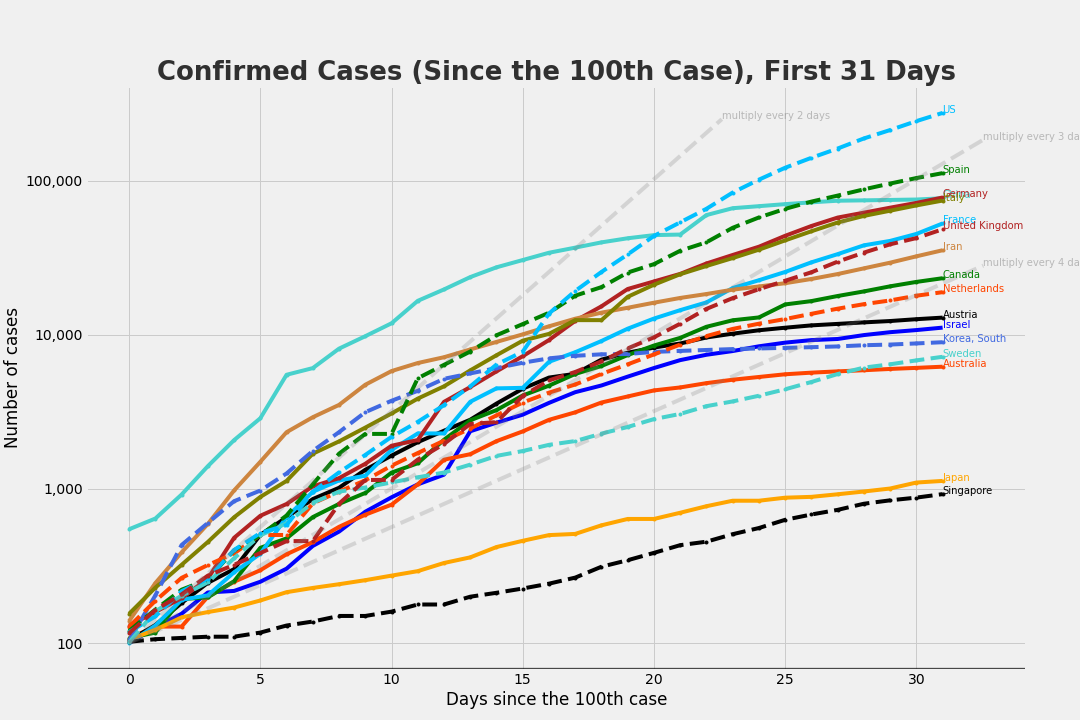 Confirmed Cases (Since the 100th Case), First 31 Days
Number of cases
100,000
10,000
1,000
100
US
multiply every 2 days
multiply every 3 da
Spain
Germany
Italy
France
United Kingdom
Iran
multiply every 4 da
Canada
Netherlands
Austria
Israel
Korea, South
Sweden
Australia
Japan
Singapore
0 5 10 15 20 25 30
Days since the 100th case